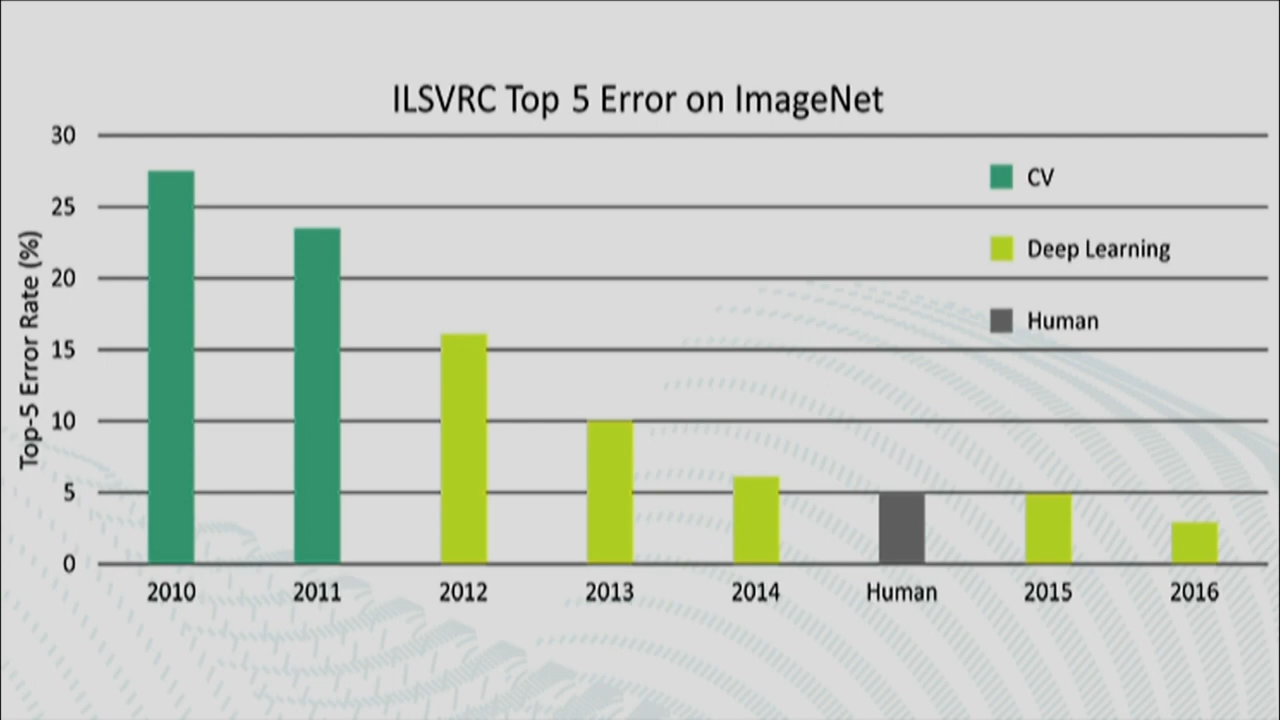 ILSVRC Top 5 Error on ImageNet
Top-5 Error Rate (%)
30
25
20
15
10
5
0
CV
Deep Learning
Human
2010 2011 2012 2013 2014 Human 2015 2016